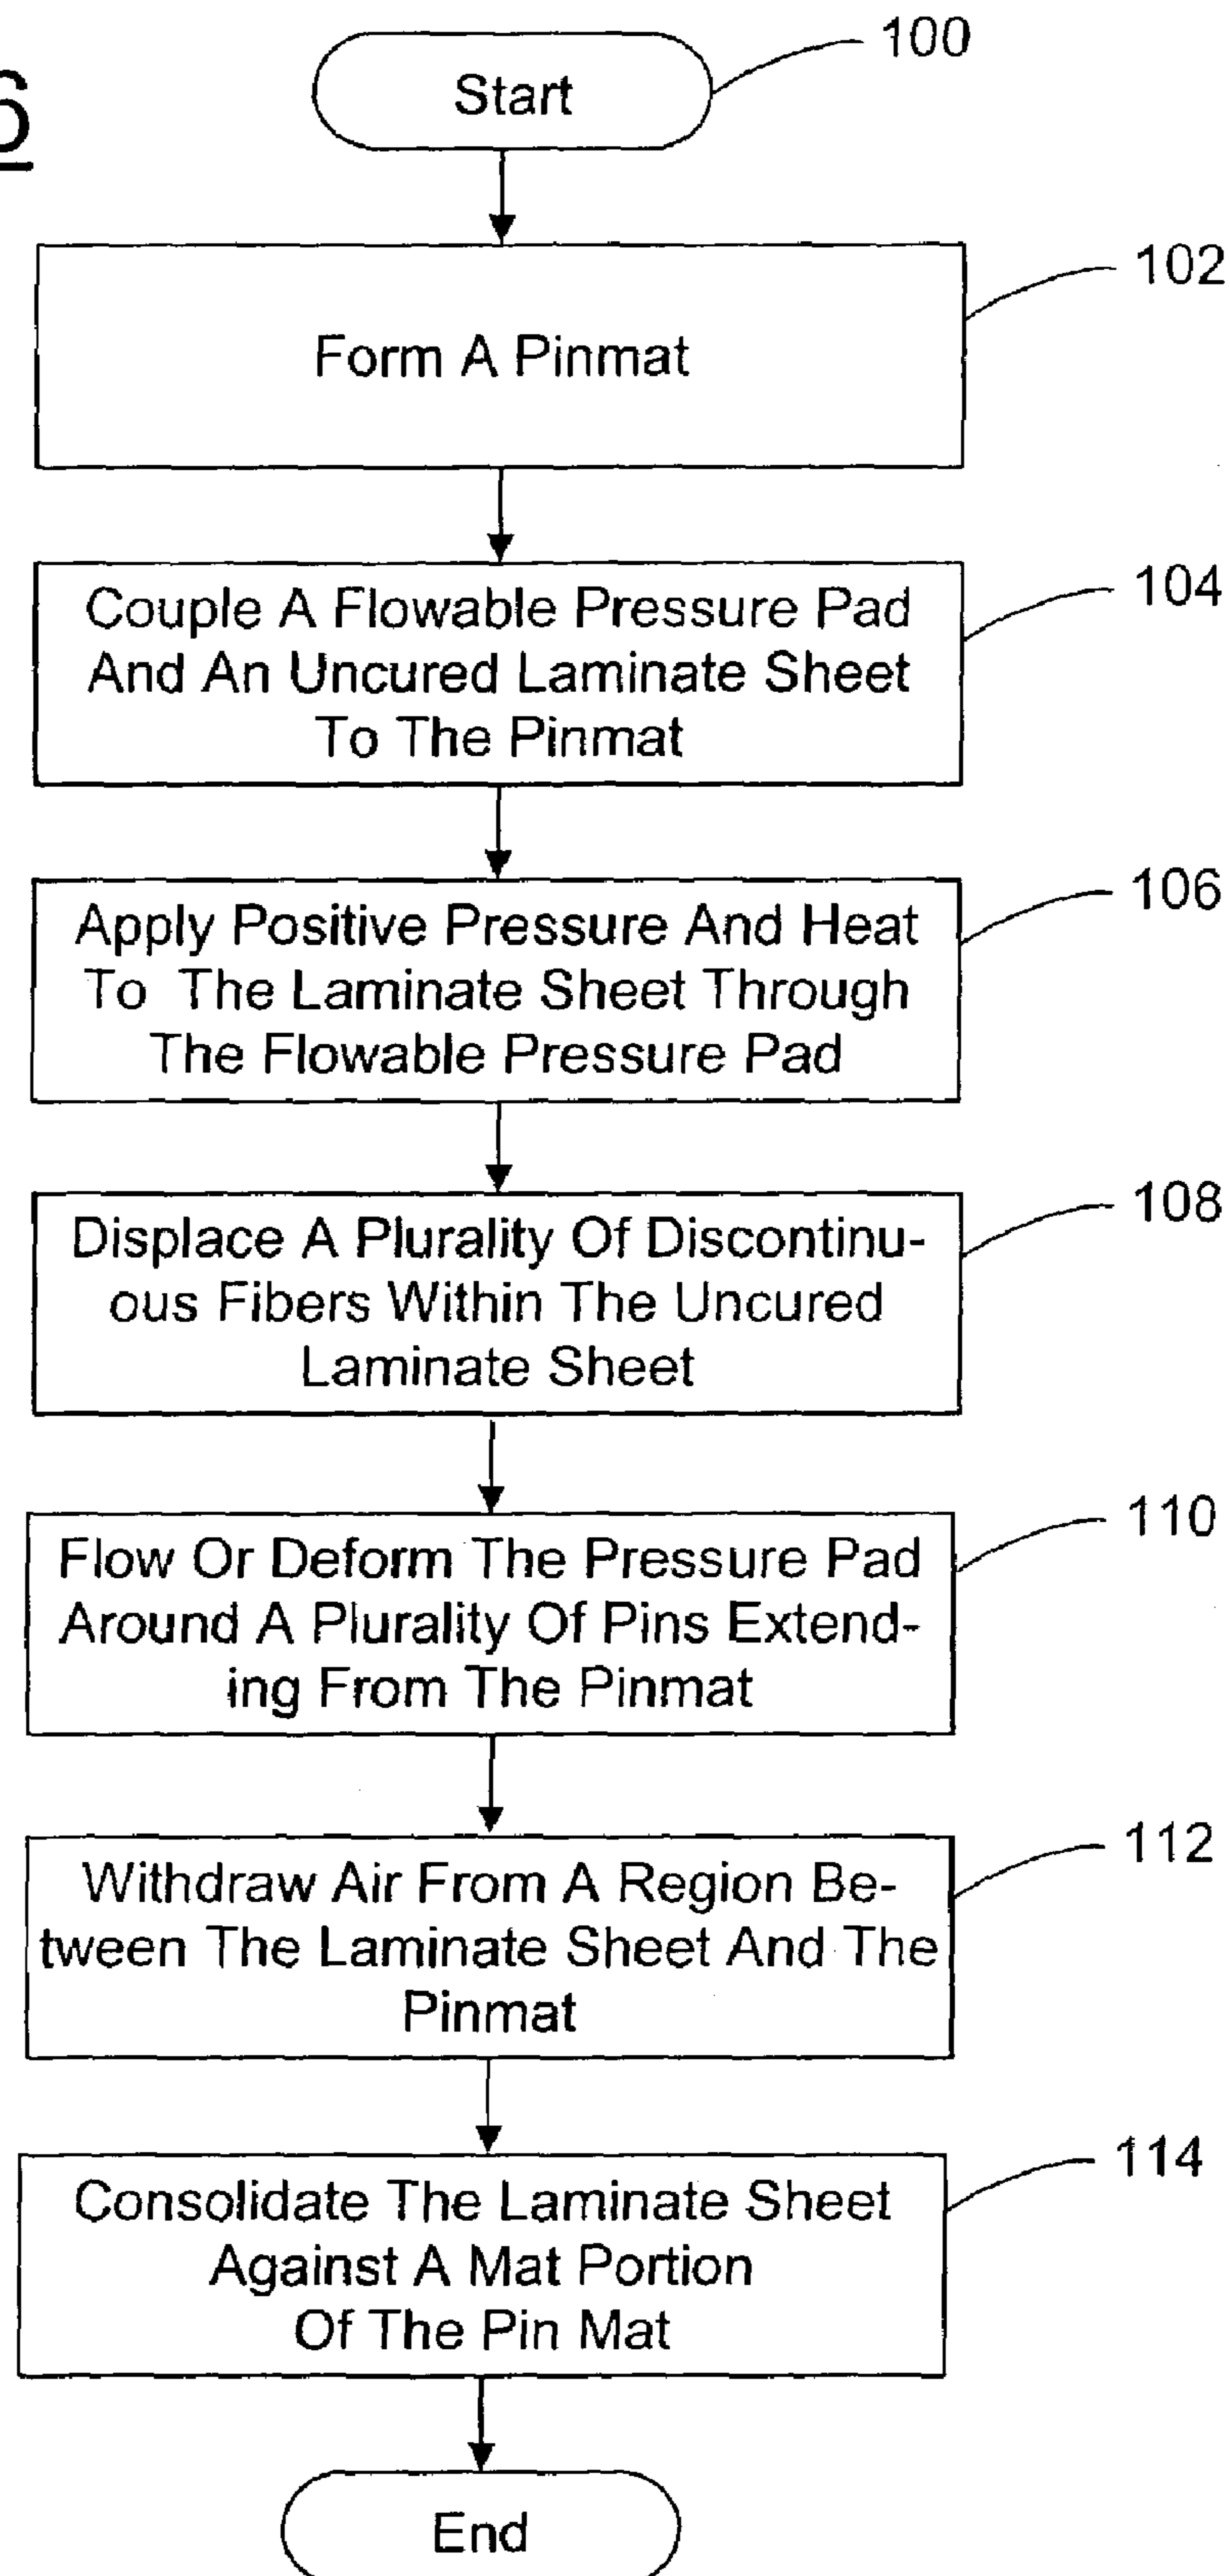 6
Start
100
102
Form A Pinmat
104
Couple A Flowable Pressure Pad
And An Uncured Laminate Sheet
To The Pinmat
106
Apply Positive Pressure And Heat
To The Laminate Sheet Through
The Flowable Pressure Pad
108
Displace A Plurality Of Discontinu-
ous Fibers Within The Uncured
Laminate Sheet
110
Flow Or Deform The Pressure Pad
Around A Plurality Of Pins Extend-
ing From The Pinmat
112
Withdraw Air From A Region Be-
tween The Laminate Sheet And The
Pinmat
114
Consolidate The Laminate Sheet
Against A Mat Portion
Of The Pin Mat
End